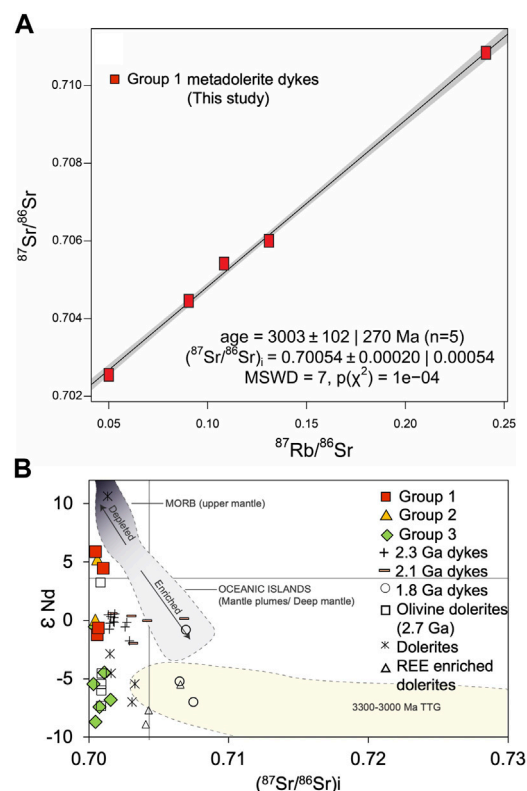 A
Group 1 metadolerite dykes
(This study)
0.710
0.708
0.706
0.704
0.702
⁸⁷Sr/⁸⁶Sr
age = 3003 ± 102 | 270 Ma (n=5)
(⁸⁷Sr/⁸⁶Sr)i = 0.70054 ± 0.00020 | 0.00054
MSWD = 7, p(χ²) = 1e−04
0.05
0.10
0.15
0.20
0.25
⁸⁷Rb/⁸⁶Sr
B
10
5
0
-5
-10
ℇ Nd
Depleted
MORB (upper mantle)
Enriched
OCEANIC ISLANDS
(Mantle plumes/ Deep mantle)
Group 1
Group 2
Group 3
2.3 Ga dykes
2.1 Ga dykes
1.8 Ga dykes
Olivine dolerites
(2.7 Ga)
Dolerites
REE enriched
dolerites
3300-3000 Ma TTG
0.70
0.71
0.72
0.73
(⁸⁷Sr/⁸⁶Sr)i